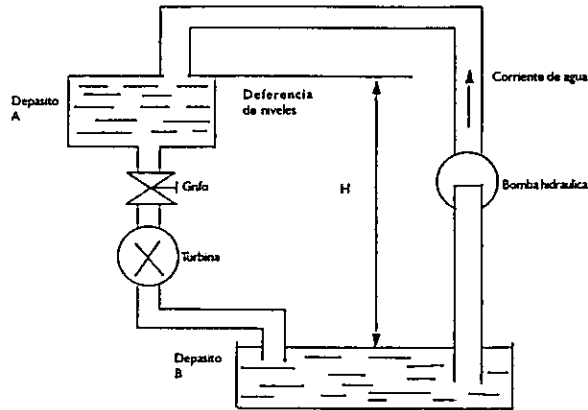 Corriente de agua
Deposito
A
Deferencia
de niveles
Grifo
H
Bomba hidraulica
Turbina
Deposito
B